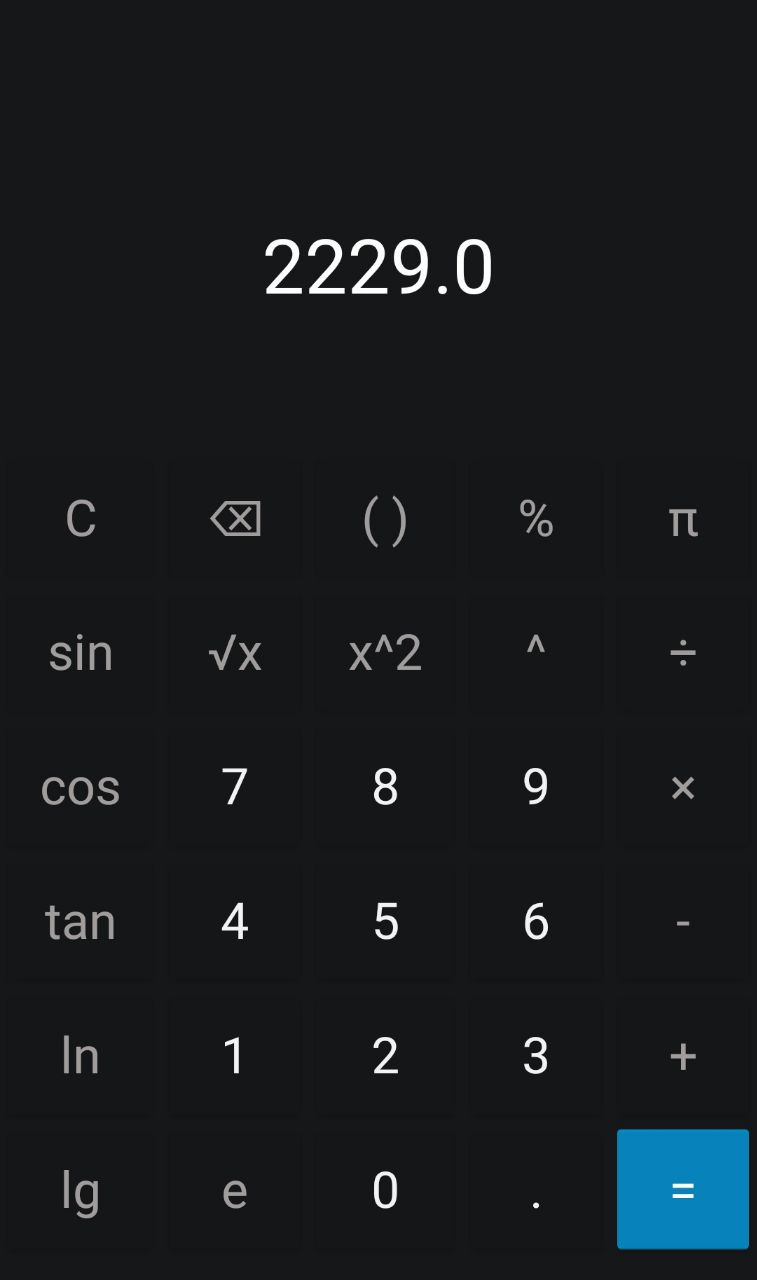 2229.0
C ( ) % π
sin √x x^2 ^ ÷
cos 7 8 9 ×
tan 4 5 6 -
ln 1 2 3 +
lg e 0 . =